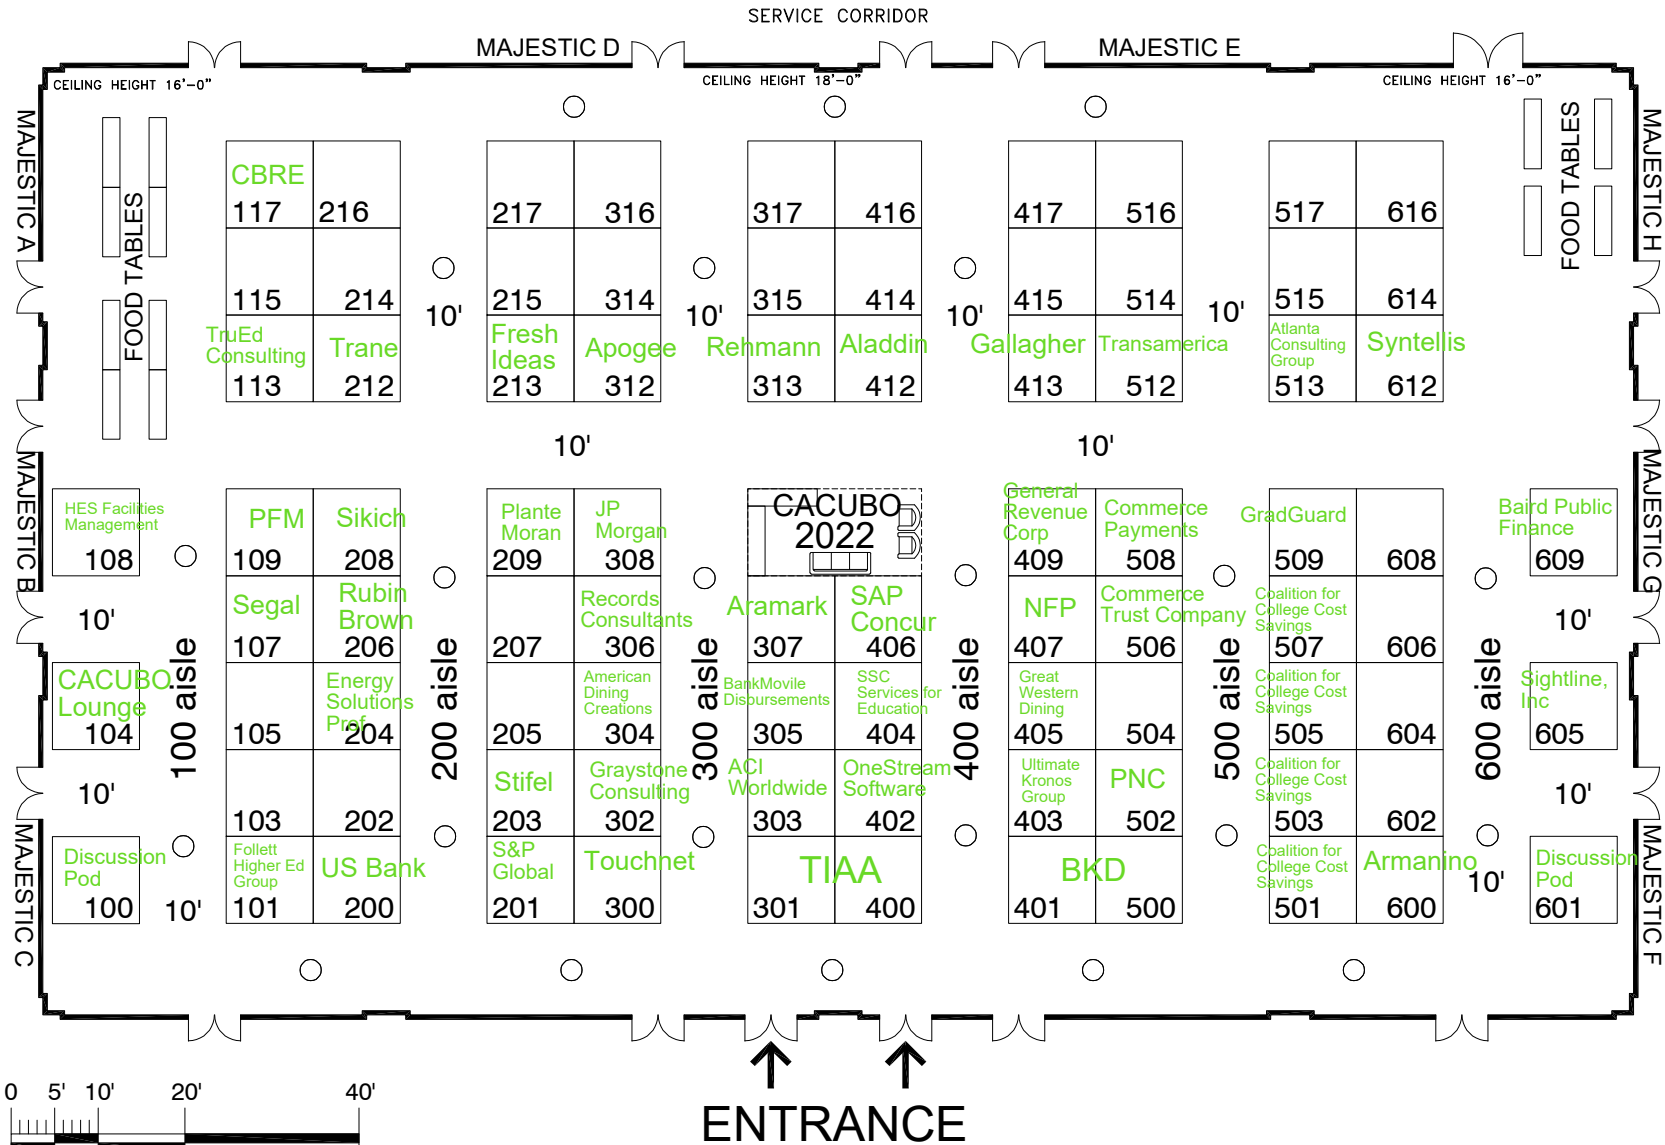 SERVICE CORRIDOR
MAJESTIC D
MAJESTIC E
CEILING HEIGHT 16'-0"
CEILING HEIGHT 18'-0"
CEILING HEIGHT 16'-0"
MAJESTIC A
FOOD TABLES
FOOD TABLES
MAJESTIC H
CBRE
117
216
217
316
317
416
417
516
517
616
115
214
215
314
315
414
415
514
515
614
10'
10'
10'
10'
TruEd
Consulting
113
Trane
212
Fresh
Ideas
213
Apogee
312
Rehmann
313
Aladdin
412
Gallagher
413
Transamerica
512
Atlanta
Consulting
Group
513
Syntellis
612
10'
10'
MAJESTIC B
MAJESTIC G
HES Facilities
Management
108
PFM
109
Sikich
208
Plante
Moran
209
JP
Morgan
308
CACUBO
2022
General
Revenue
Corp
409
Commerce
Payments
508
GradGuard
509
608
Baird Public
Finance
609
10'
Segal
107
Rubin
Brown
206
207
Records
Consultants
306
Aramark
307
SAP
Concur
406
NFP
407
Commerce
Trust Company
506
Coalition for
College Cost
Savings
507
606
10'
100 aisle
200 aisle
300 aisle
400 aisle
500 aisle
600 aisle
CACUBO
Lounge
104
105
Energy
Solutions
Prof
204
205
American
Dining
Creations
304
BankMovile
Disbursements
305
SSC
Services for
Education
404
Great
Western
Dining
405
504
Coalition for
College Cost
Savings
505
604
Sightline,
Inc
605
10'
103
202
Stifel
203
Graystone
Consulting
302
ACI
Worldwide
303
OneStream
Software
402
Ultimate
Kronos
Group
403
PNC
502
Coalition for
College Cost
Savings
503
602
10'
MAJESTIC C
MAJESTIC F
Discussion
Pod
100
10'
Follett
Higher Ed
Group
101
US Bank
200
S&P
Global
201
Touchnet
300
TIAA
301
400
BKD
401
500
Coalition for
College Cost
Savings
501
Armanino
600
10'
Discussion
Pod
601
0 5' 10' 20' 40'
ENTRANCE